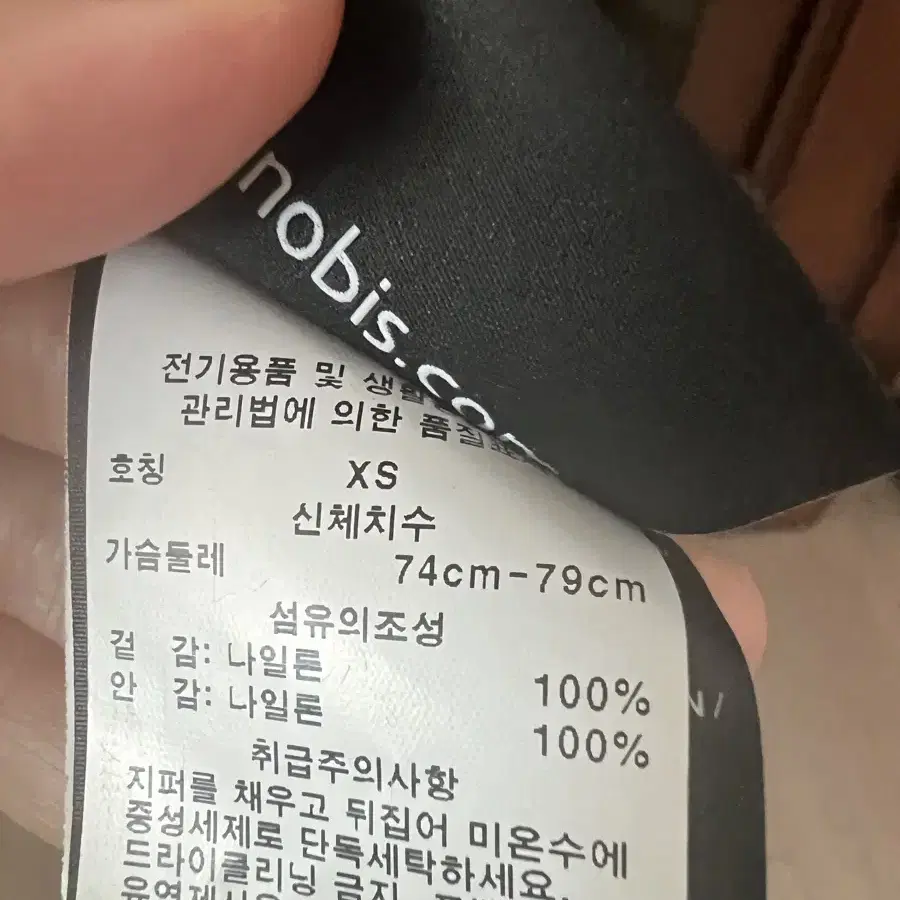 nobis.co
전기용품 및
관리법에 의한 품질
호칭 XS
신체치수
가슴둘레 74cm-79cm
섬유의조성
겉 감: 나일론 100%
안 감: 나일론 100%
취급주의사항
지퍼를 채우고 뒤집어 미온수에
중성세제로 단독세탁하세요.
드라이클리닝 금지.